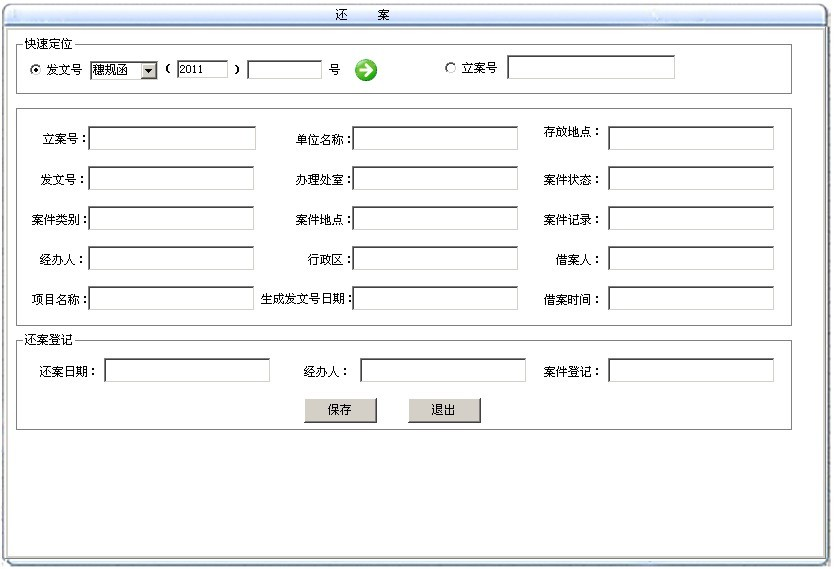 还 案
快速定位
发文号 穗规函 ( 2011 ) 号 立案号
立案号： 单位名称： 存放地点：
发文号： 办理处室： 案件状态：
案件类别： 案件地点： 案件记录：
经办人： 行政区： 借案人：
项目名称： 生成发文号日期： 借案时间：
还案登记
还案日期： 经办人： 案件登记：
保存 退出